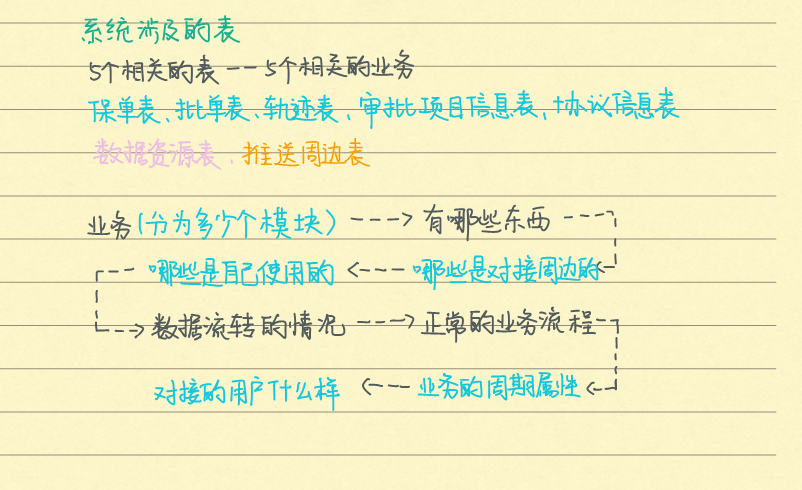 系统涉及的表
5个相关的表---5个相关的业务
保单表、批单表、轨迹表、审批项目信息表、协议信息表
数据资源表、推送周边表
业务(分为多少个模块) ---> 有哪些东西 ---
哪些是自己使用的 <--- 哪些是对接周边的
数据流转的情况 ---> 正常的业务流程
对接的用户什么样 <--- 业务的周期属性